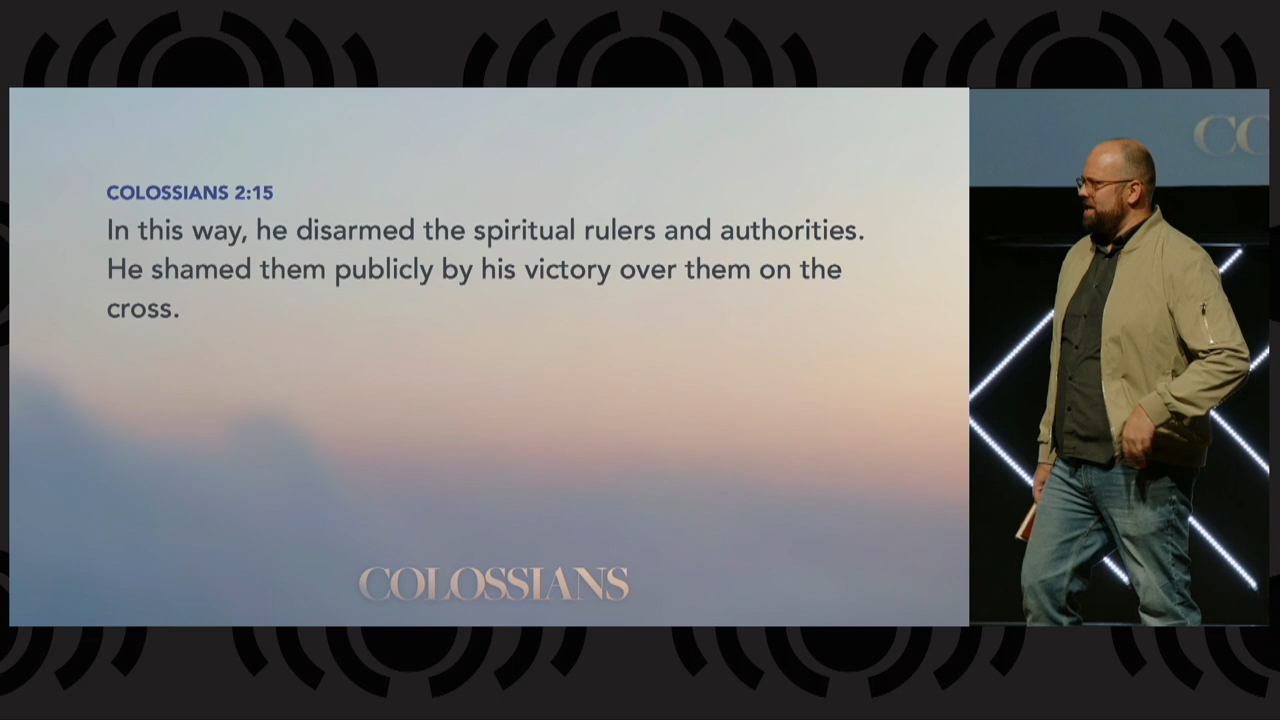 COLOSSIANS 2:15
In this way, he disarmed the spiritual rulers and authorities.
He shamed them publicly by his victory over them on the
cross.
COLOSSIANS
CO